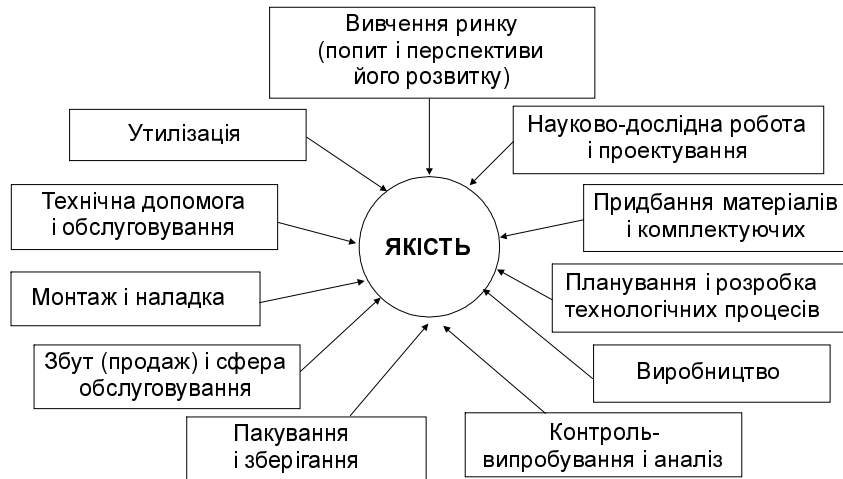 Вивчення ринку
(попит і перспективи
його розвитку)
Науково-дослідна робота
і проектування
Придбання матеріалів
і комплектуючих
Планування і розробка
технологічних процесів
Виробництво
Контроль-
випробування і аналіз
Пакування
і зберігання
Збут (продаж) і сфера
обслуговування
Монтаж і наладка
Технічна допомога
і обслуговування
Утилізація
ЯКІСТЬ